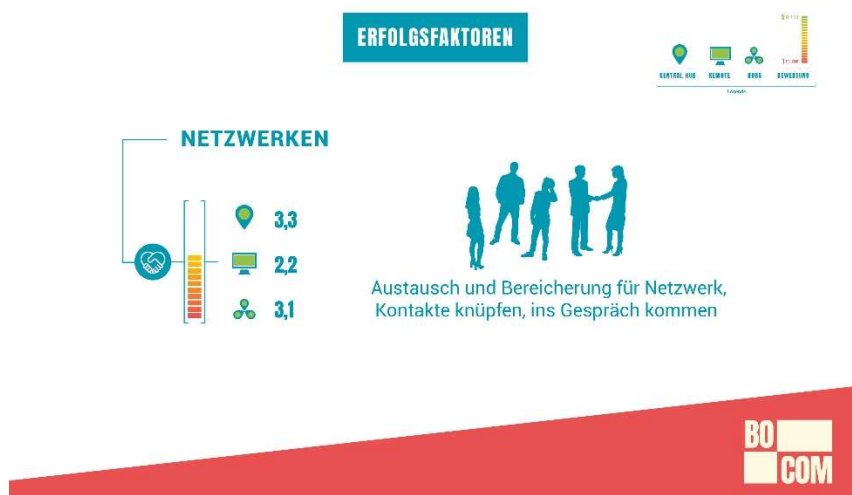 ERFOLGSFAKTOREN
CENTRAL HUB REMOTE HUBS BEWERTUNG
Legende
NETZWERKEN
3,3
2,2
3,1
Austausch und Bereicherung für Netzwerk,
Kontakte knüpfen, ins Gespräch kommen
BO
COM